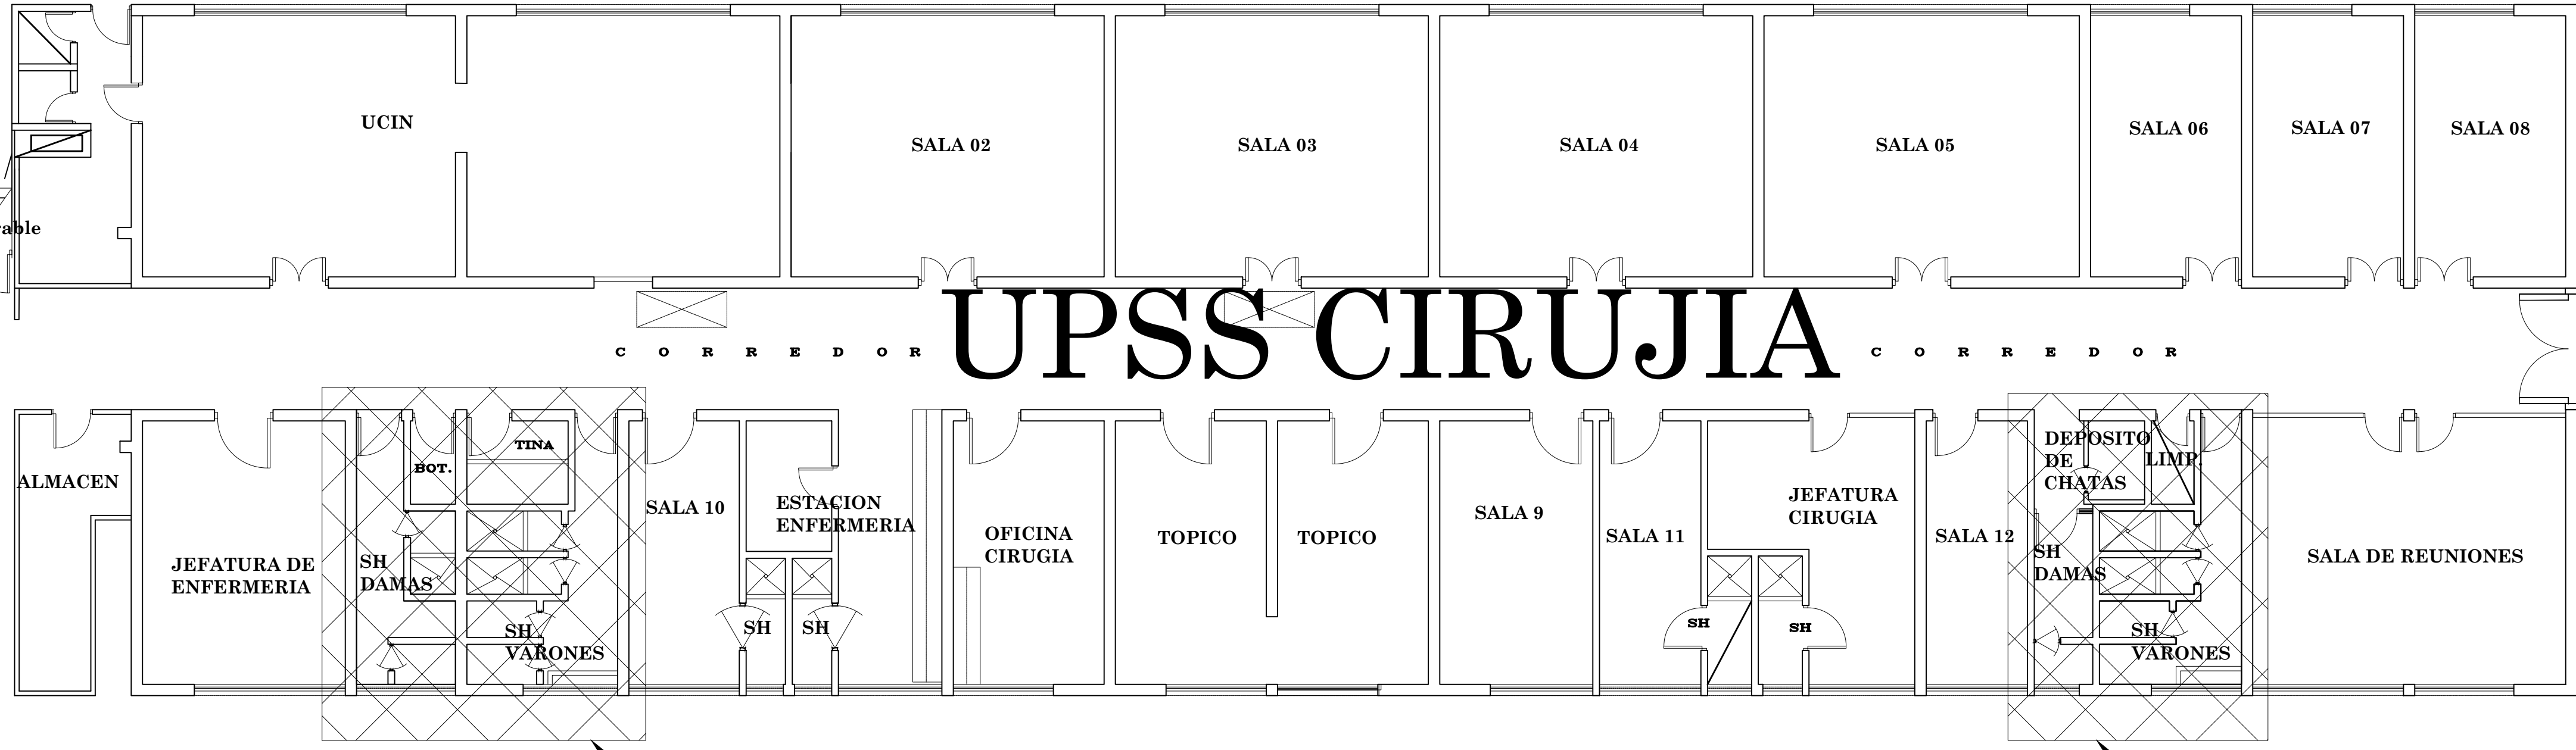 UCIN
SALA 02
SALA 03
SALA 04
SALA 05
SALA 06
SALA 07
SALA 08
UPSS CIRUJIA
CORREDOR
CORREDOR
ALMACEN
JEFATURA DE
ENFERMERIA
BOT.
TINA
SH
DAMAS
SH
VARONES
SALA 10
ESTACION
ENFERMERIA
SH
SH
OFICINA
CIRUGIA
TOPICO
TOPICO
SALA 9
SALA 11
SH
JEFATURA
CIRUGIA
SH
SALA 12
DEPOSITO
DE
CHATAS
LIMP.
SH
DAMAS
SH
VARONES
SALA DE REUNIONES